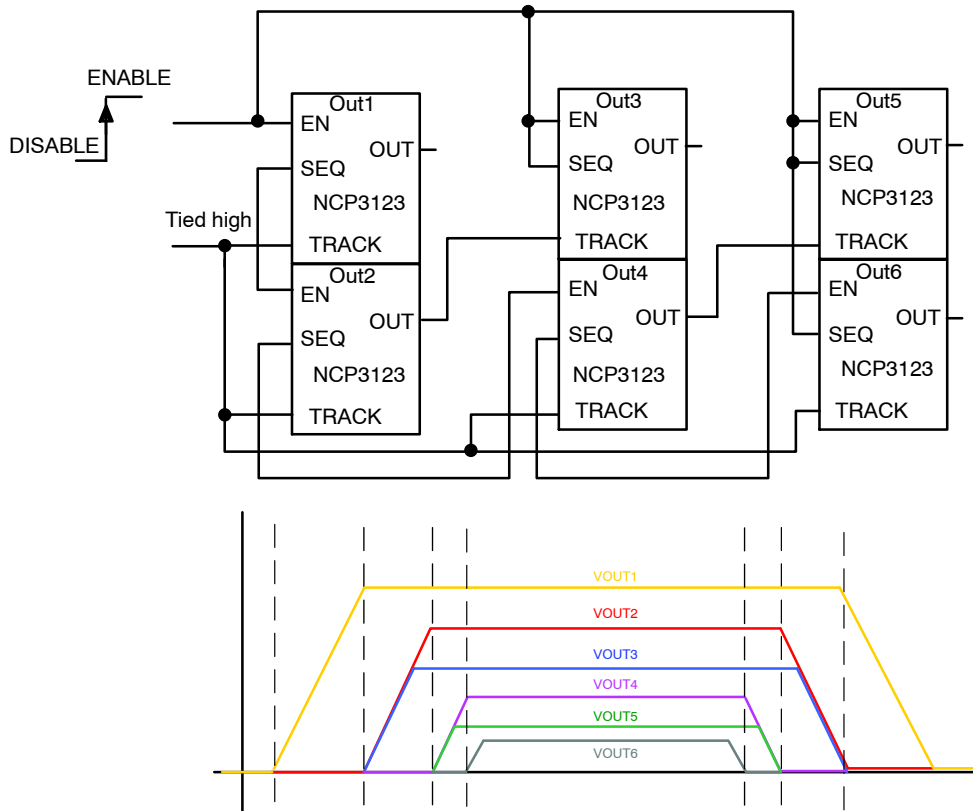 ENABLE
DISABLE
Tied high
Out1
EN
OUT
SEQ
NCP3123
TRACK
Out2
EN
OUT
SEQ
NCP3123
TRACK
Out3
EN
OUT
SEQ
NCP3123
TRACK
Out4
EN
OUT
SEQ
NCP3123
TRACK
Out5
EN
OUT
SEQ
NCP3123
TRACK
Out6
EN
OUT
SEQ
NCP3123
TRACK
VOUT1
VOUT2
VOUT3
VOUT4
VOUT5
VOUT6